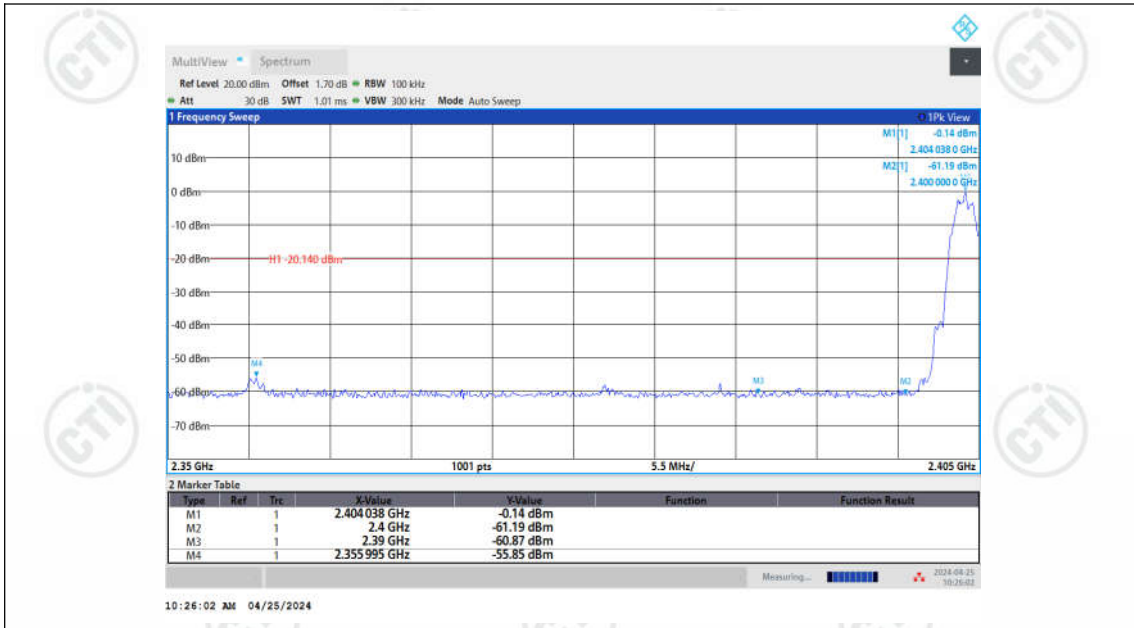 CTI CTI
MultiView Spectrum
Ref Level 20.00 dBm Offset 1.70 dB RBW 100 kHz
Att 30 dB SWT 1.01 ms VBW 300 kHz Mode Auto Sweep
1 Frequency Sweep 1Pk View
M1[1] -0.14 dBm
2.404 038 0 GHz
10 dBm
M2[1] -61.19 dBm
2.400 000 0 GHz
0 dBm
-10 dBm
-20 dBm H1 -20.140 dBm
-30 dBm
-40 dBm
-50 dBm
M4
M3 M2
-60 dBm
-70 dBm
CTI CTI
2.35 GHz 1001 pts 5.5 MHz/ 2.405 GHz
2 Marker Table
Type Ref Trc X-Value Y-Value Function Function Result
M1 1 2.404 038 GHz -0.14 dBm
M2 1 2.4 GHz -61.19 dBm
M3 1 2.39 GHz -60.87 dBm
M4 1 2.355 995 GHz -55.85 dBm
Measuring... 2024-04-25
10:26:02
10:26:02 AM 04/25/2024